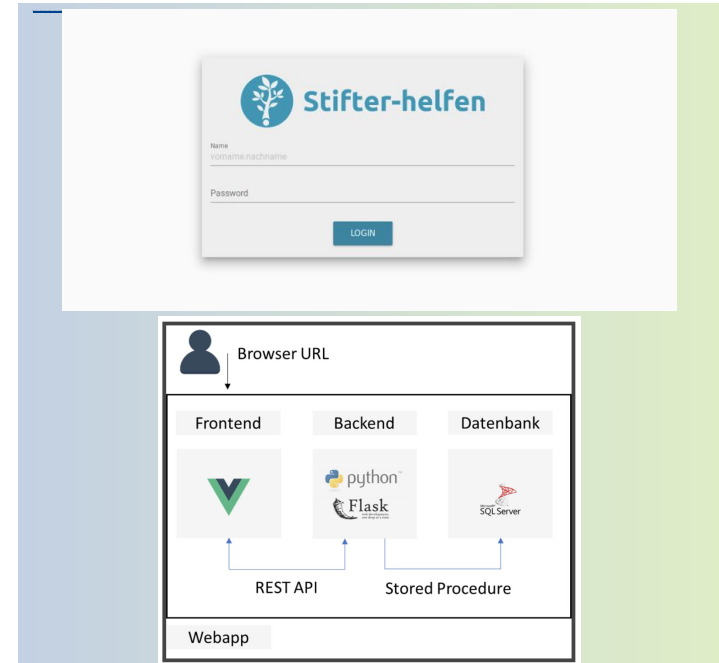 Stifter-helfen
Name
vorname.nachname
Password
LOGIN
Browser URL
Frontend
Backend
Datenbank
python
Flask
Microsoft
SQL Server
REST API
Stored Procedure
Webapp